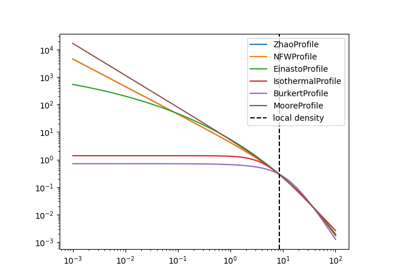 10⁴
10³
10²
10¹
10⁰
10⁻¹
10⁻²
10⁻³
ZhaoProfile
NFWProfile
EinastoProfile
IsothermalProfile
BurkertProfile
MooreProfile
local density
10⁻³ 10⁻² 10⁻¹ 10⁰ 10¹ 10²